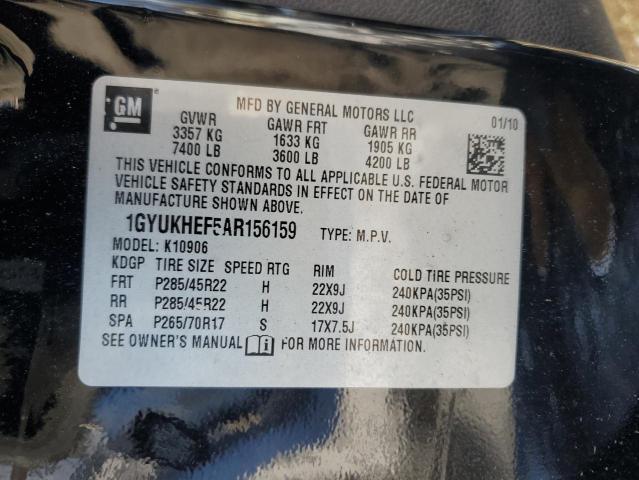 GM
MFD BY GENERAL MOTORS LLC
01/10
GVWR GAWR FRT GAWR RR
3357 KG 1633 KG 1905 KG
7400 LB 3600 LB 4200 LB
THIS VEHICLE CONFORMS TO ALL APPLICABLE U.S. FEDERAL MOTOR
VEHICLE SAFETY STANDARDS IN EFFECT ON THE DATE OF
MANUFACTURE SHOWN ABOVE.
1GYUKHEF5AR156159 TYPE: M.P.V.
MODEL: K10906
KDGP TIRE SIZE SPEED RTG RIM COLD TIRE PRESSURE
FRT P285/45R22 H 22X9J 240KPA(35PSI)
RR P285/45R22 H 22X9J 240KPA(35PSI)
SPA P265/70R17 S 17X7.5J 240KPA(35PSI)
SEE OWNER'S MANUAL FOR MORE INFORMATION.